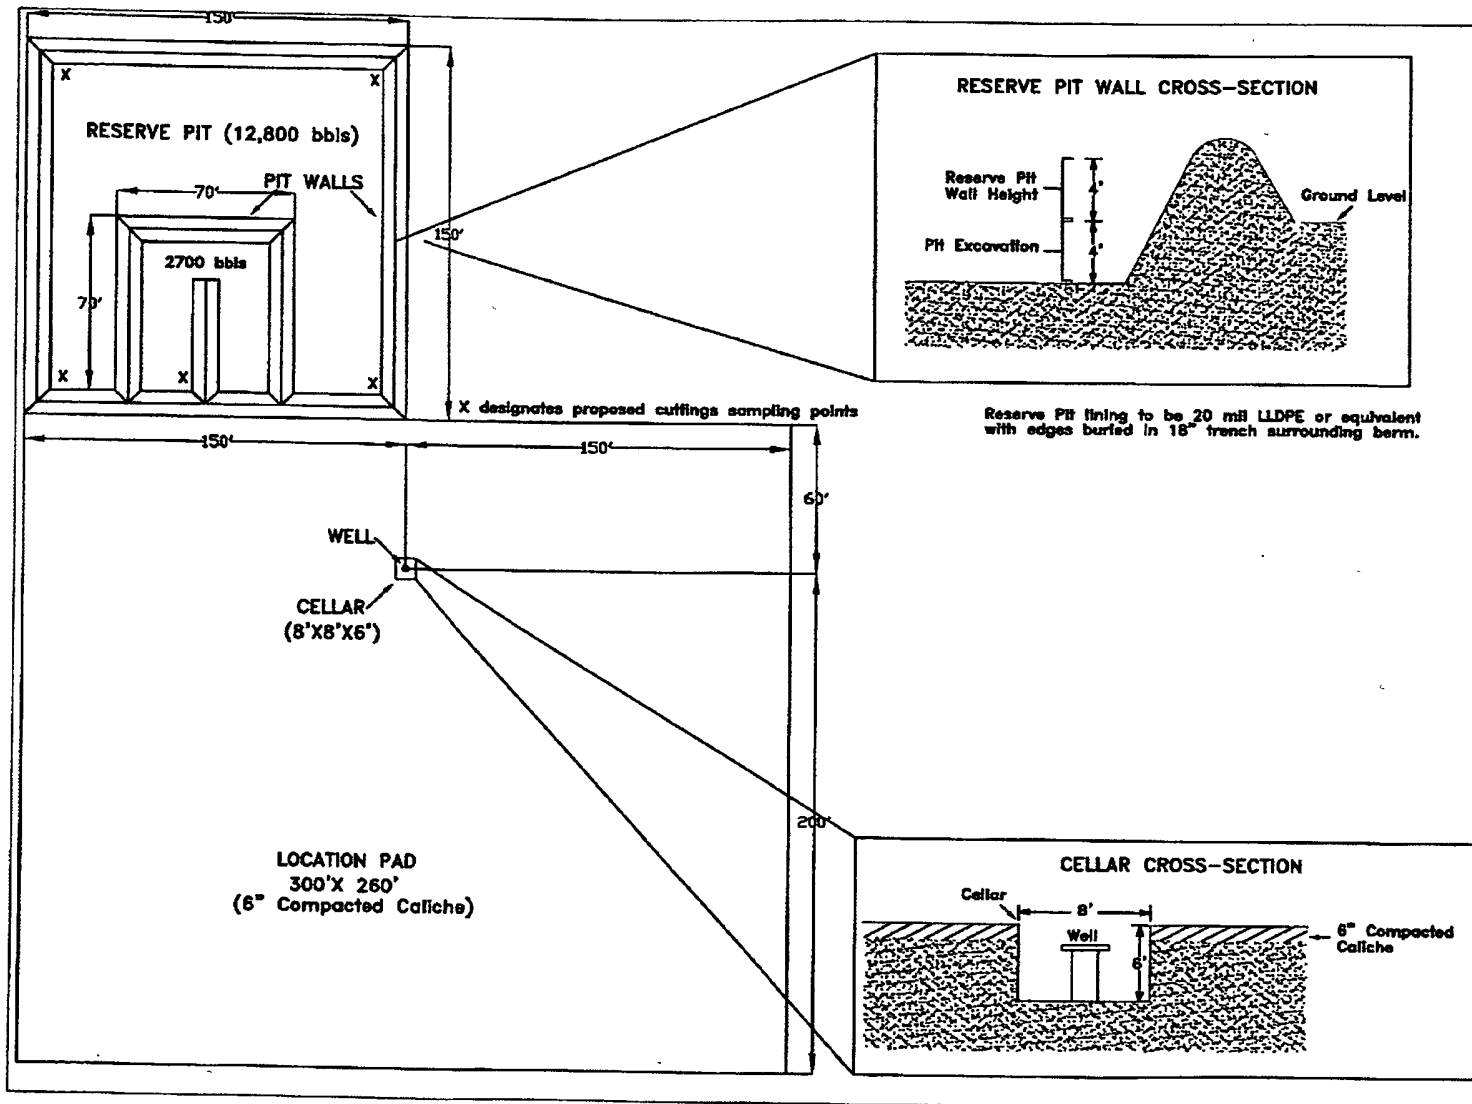 150'
RESERVE PIT (12,800 bbls)
PIT WALLS
70'
150'
2700 bbls
70'
X
X
X
X
X
X designates proposed cuttings sampling points
RESERVE PIT WALL CROSS-SECTION
Reserve Pit
Wall Height
4'
Ground Level
Pit Excavation
4'
Reserve Pit lining to be 20 mil LLDPE or equivalent
with edges buried in 18" trench surrounding berm.
150'
150'
60'
WELL
CELLAR
(8'X8'X6')
200'
LOCATION PAD
300'X 260'
(6" Compacted Caliche)
CELLAR CROSS-SECTION
Cellar
8'
Well
6'
6" Compacted
Caliche